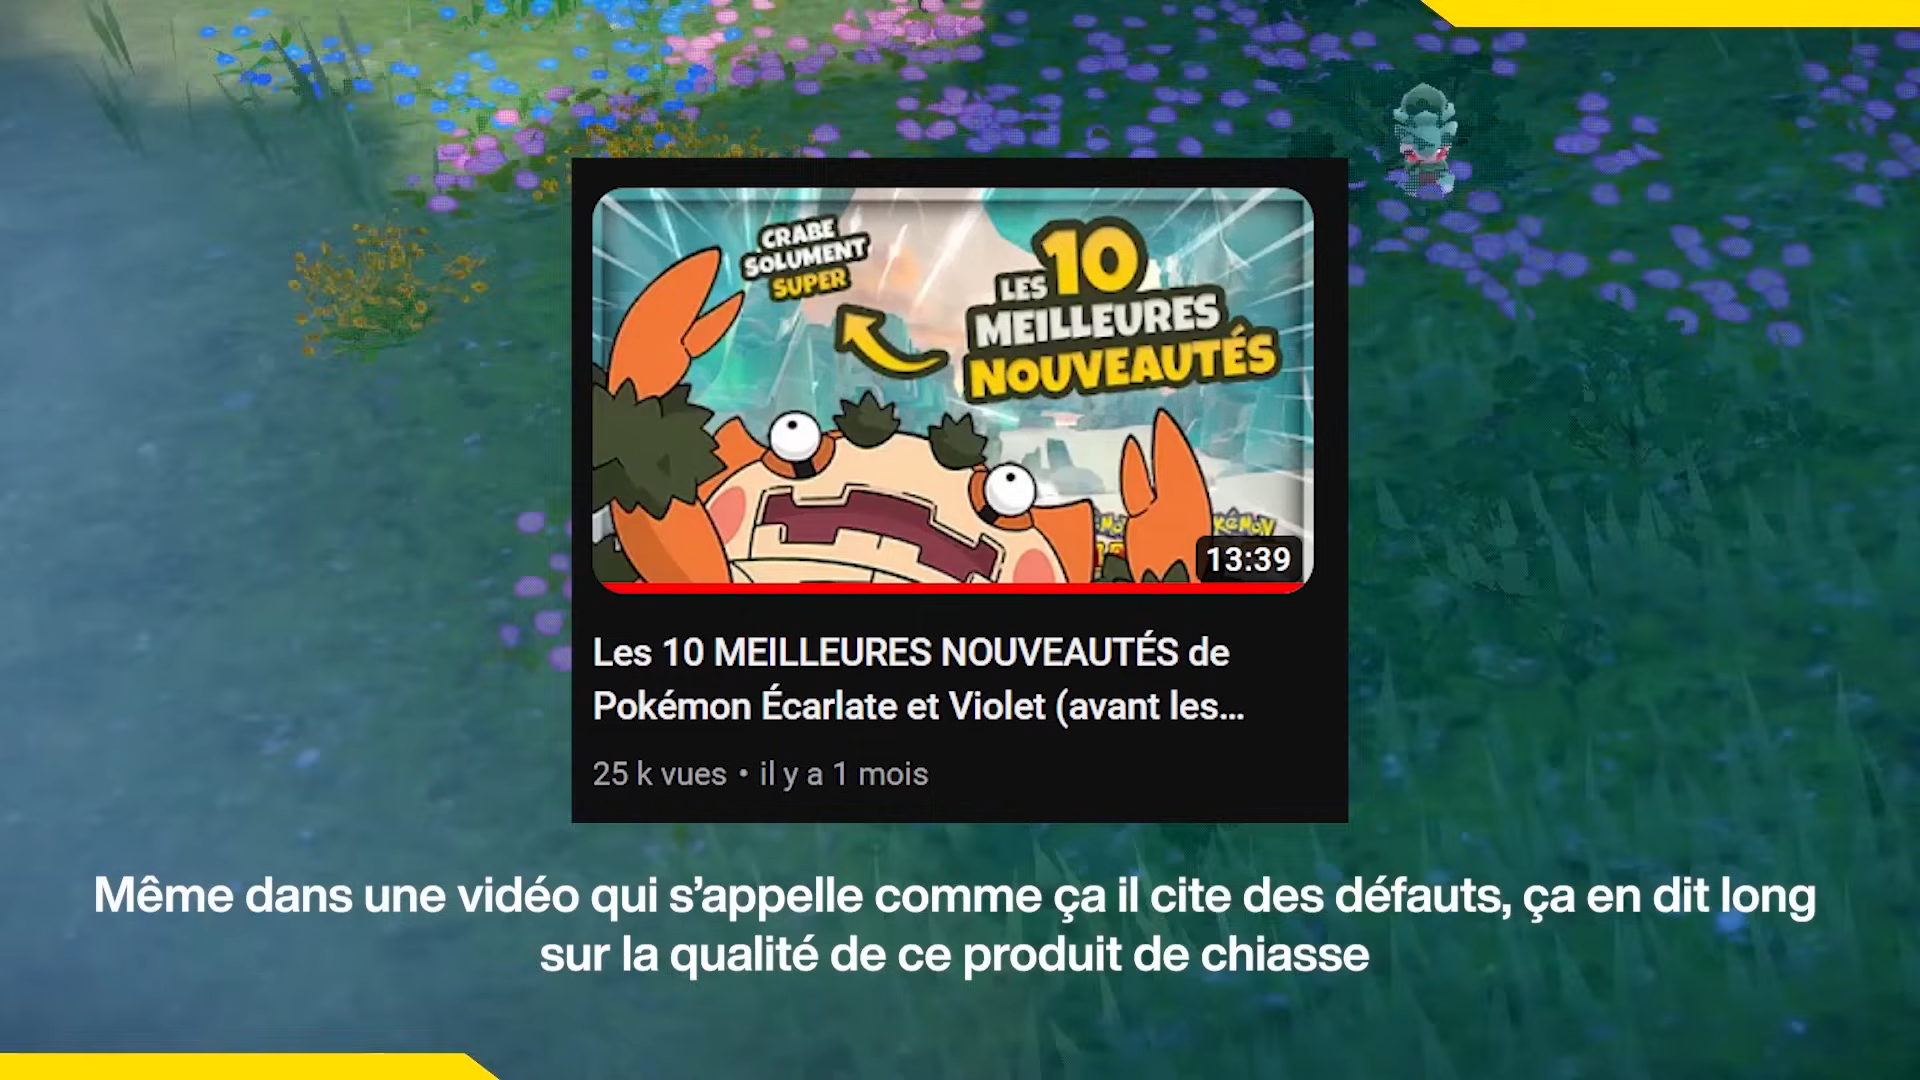 CRABE
SOLUMENT
SUPER
LES 10
MEILLEURES
NOUVEAUTÉS
13:39
Les 10 MEILLEURES NOUVEAUTÉS de
Pokémon Écarlate et Violet (avant les...
25 k vues • il y a 1 mois
Même dans une vidéo qui s’appelle comme ça il cite des défauts, ça en dit long
sur la qualité de ce produit de chiasse